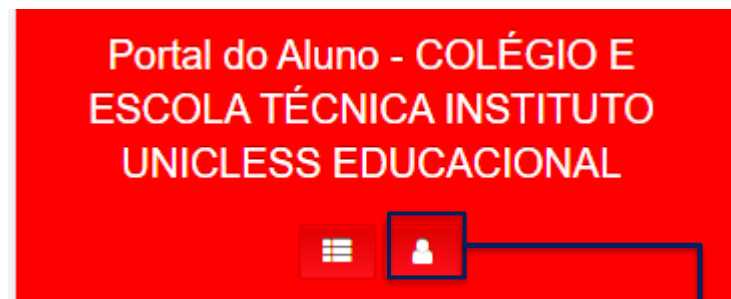 Portal do Aluno - COLÉGIO E
ESCOLA TÉCNICA INSTITUTO
UNICLESS EDUCACIONAL